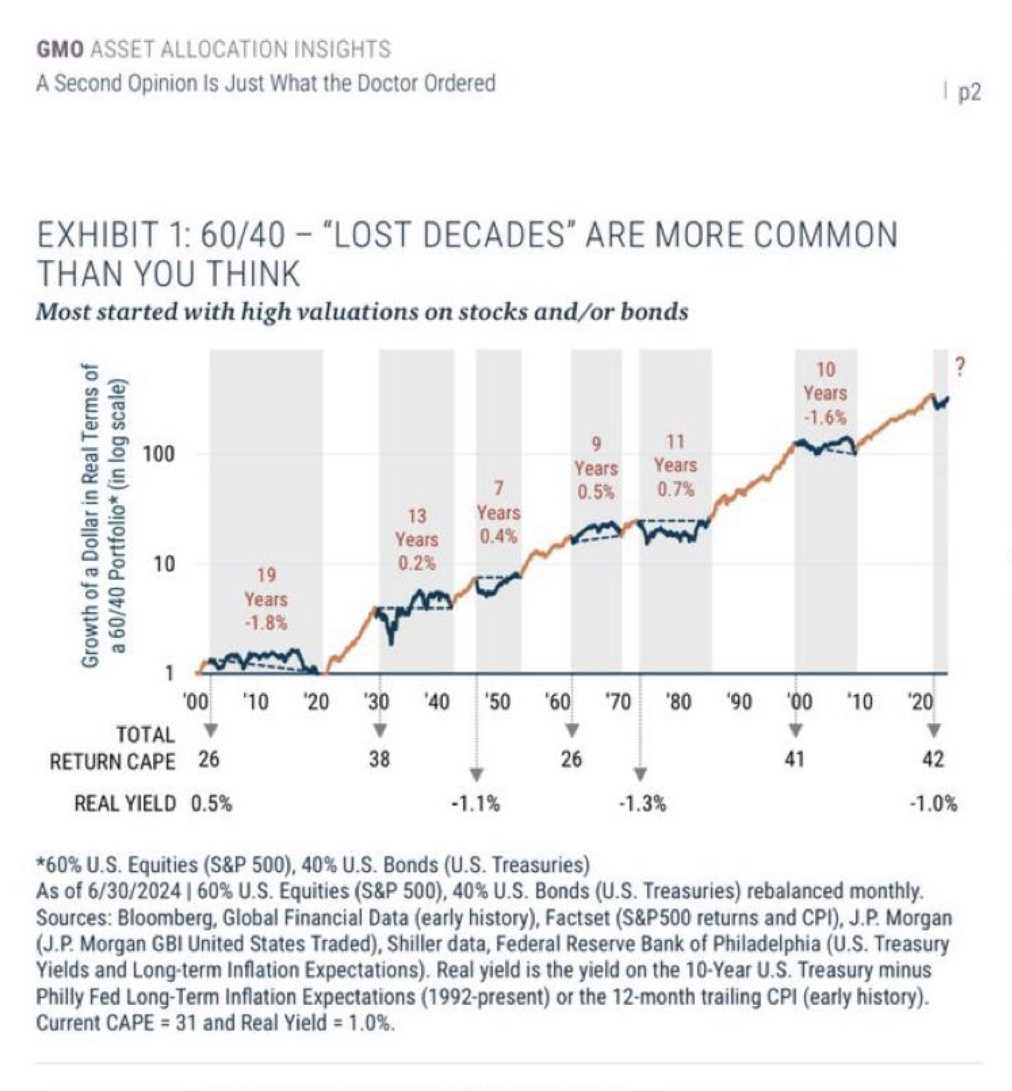 GMO ASSET ALLOCATION INSIGHTS
A Second Opinion Is Just What the Doctor Ordered
| p2
EXHIBIT 1: 60/40 – “LOST DECADES” ARE MORE COMMON
THAN YOU THINK
Most started with high valuations on stocks and/or bonds
Growth of a Dollar in Real Terms of
a 60/40 Portfolio* (in log scale)
100
10
1
19
Years
-1.8%
13
Years
0.2%
7
Years
0.4%
9
Years
0.5%
11
Years
0.7%
10
Years
-1.6%
?
'00 '10 '20 '30 '40 '50 '60 '70 '80 '90 '00 '10 '20
TOTAL
RETURN CAPE 26 38 26 41 42
REAL YIELD 0.5% -1.1% -1.3% -1.0%
*60% U.S. Equities (S&P 500), 40% U.S. Bonds (U.S. Treasuries)
As of 6/30/2024 | 60% U.S. Equities (S&P 500), 40% U.S. Bonds (U.S. Treasuries) rebalanced monthly.
Sources: Bloomberg, Global Financial Data (early history), Factset (S&P500 returns and CPI), J.P. Morgan
(J.P. Morgan GBI United States Traded), Shiller data, Federal Reserve Bank of Philadelphia (U.S. Treasury
Yields and Long-term Inflation Expectations). Real yield is the yield on the 10-Year U.S. Treasury minus
Philly Fed Long-Term Inflation Expectations (1992-present) or the 12-month trailing CPI (early history).
Current CAPE = 31 and Real Yield = 1.0%.